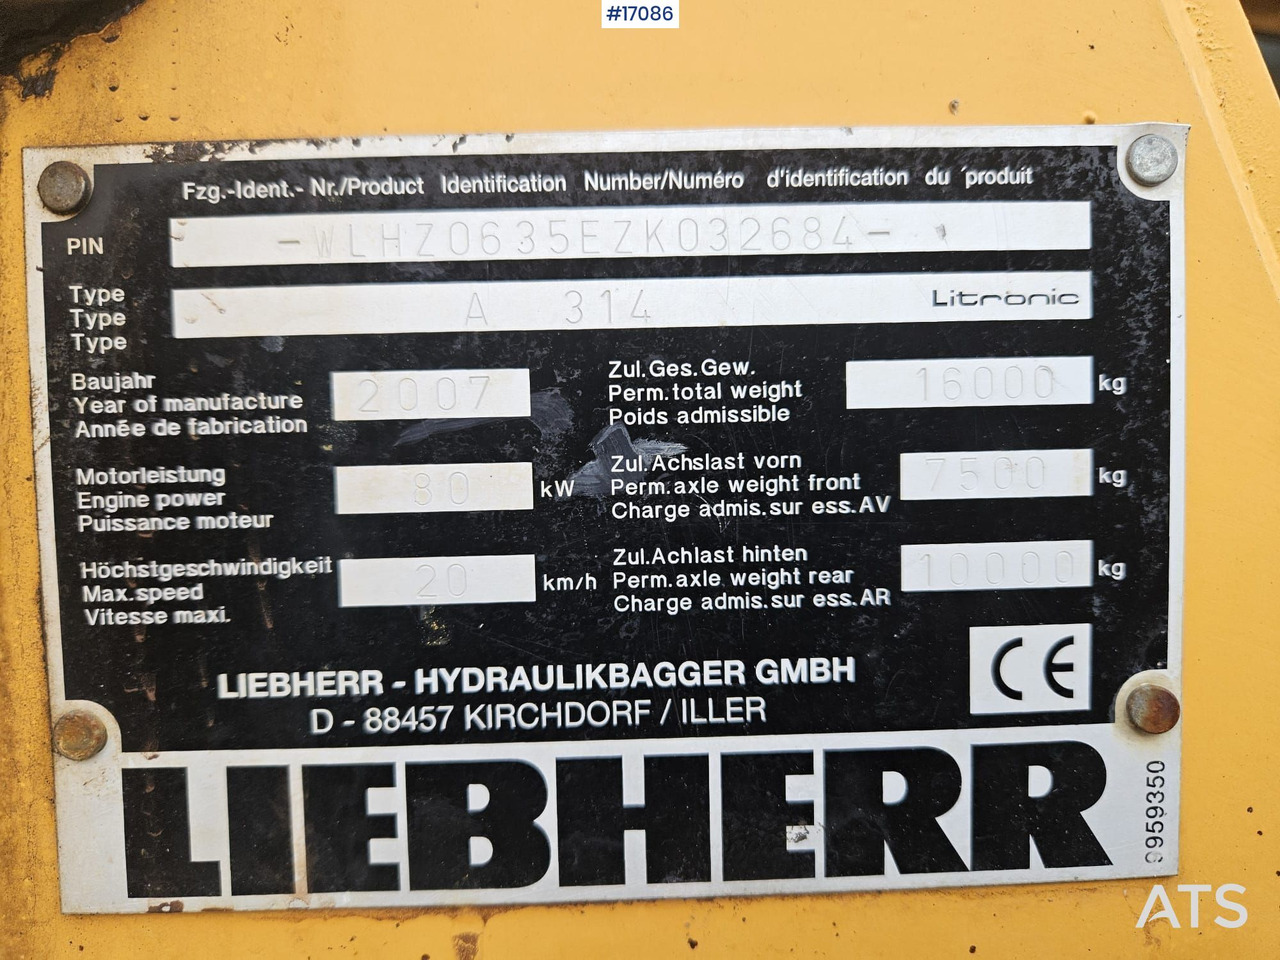 #17086
Fzg.-Ident.- Nr./Product Identification Number/Numéro d'identification du produit
PIN -WLHZ0635EZK032684-
Type
Type A 314 Litronic
Type
Baujahr
Year of manufacture 2007
Année de fabrication
Zul.Ges.Gew.
Perm.total weight 16000 kg
Poids admissible
Motorleistung
Engine power 80 kW
Puissance moteur
Zul.Achslast vorn
Perm.axle weight front 7500 kg
Charge admis.sur ess.AV
Höchstgeschwindigkeit
Max.speed 20 km/h
Vitesse maxi.
Zul.Achlast hinten
Perm.axle weight rear 10000 kg
Charge admis.sur ess.AR
LIEBHERR - HYDRAULIKBAGGER GMBH
D - 88457 KIRCHDORF / ILLER
CE
LIEBHERR
9959350
ATS